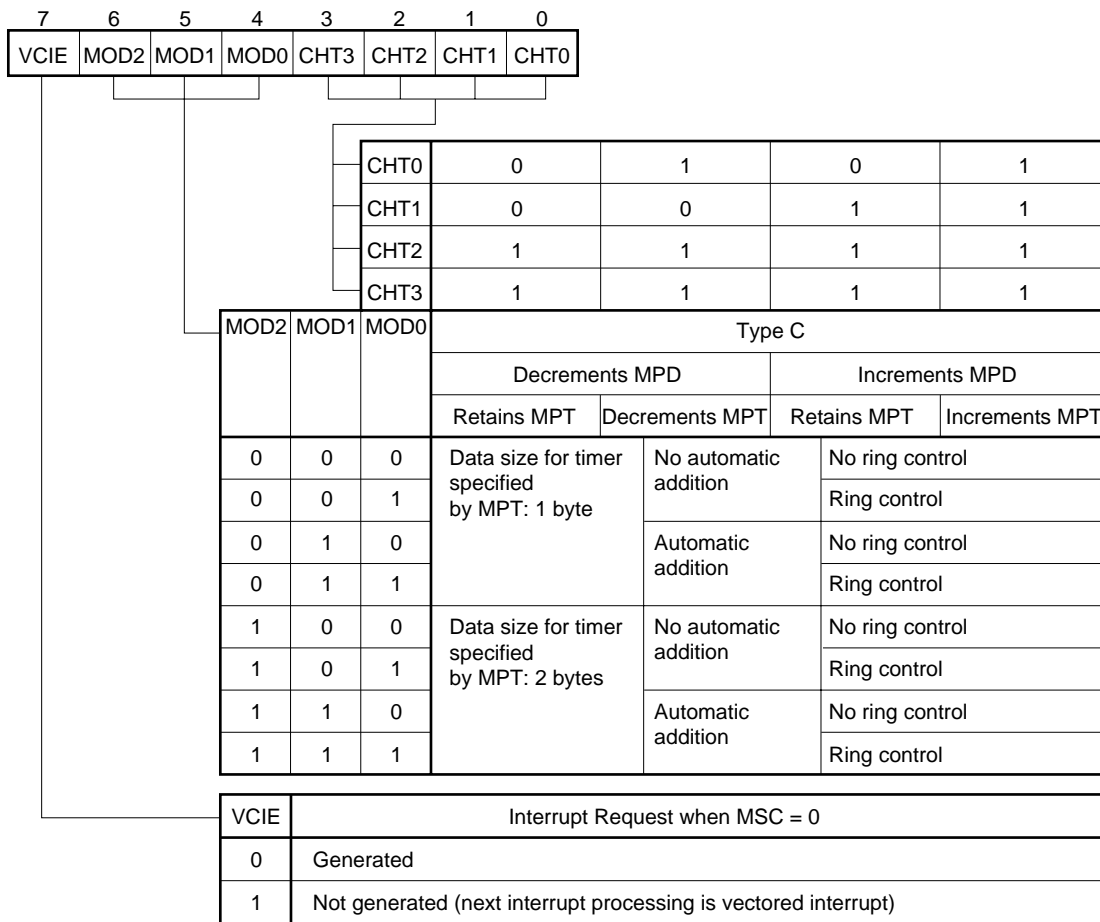 7 6 5 4 3 2 1 0
VCIE MOD2 MOD1 MOD0 CHT3 CHT2 CHT1 CHT0
CHT0 0 1 0 1
CHT1 0 0 1 1
CHT2 1 1 1 1
CHT3 1 1 1 1
MOD2 MOD1 MOD0 Type C
Decrements MPD Increments MPD
Retains MPT Decrements MPT Retains MPT Increments MPT
0 0 0 Data size for timer specified by MPT: 1 byte No automatic addition No ring control
0 0 1 Ring control
0 1 0 Automatic addition No ring control
0 1 1 Ring control
1 0 0 Data size for timer specified by MPT: 2 bytes No automatic addition No ring control
1 0 1 Ring control
1 1 0 Automatic addition No ring control
1 1 1 Ring control
VCIE Interrupt Request when MSC = 0
0 Generated
1 Not generated (next interrupt processing is vectored interrupt)